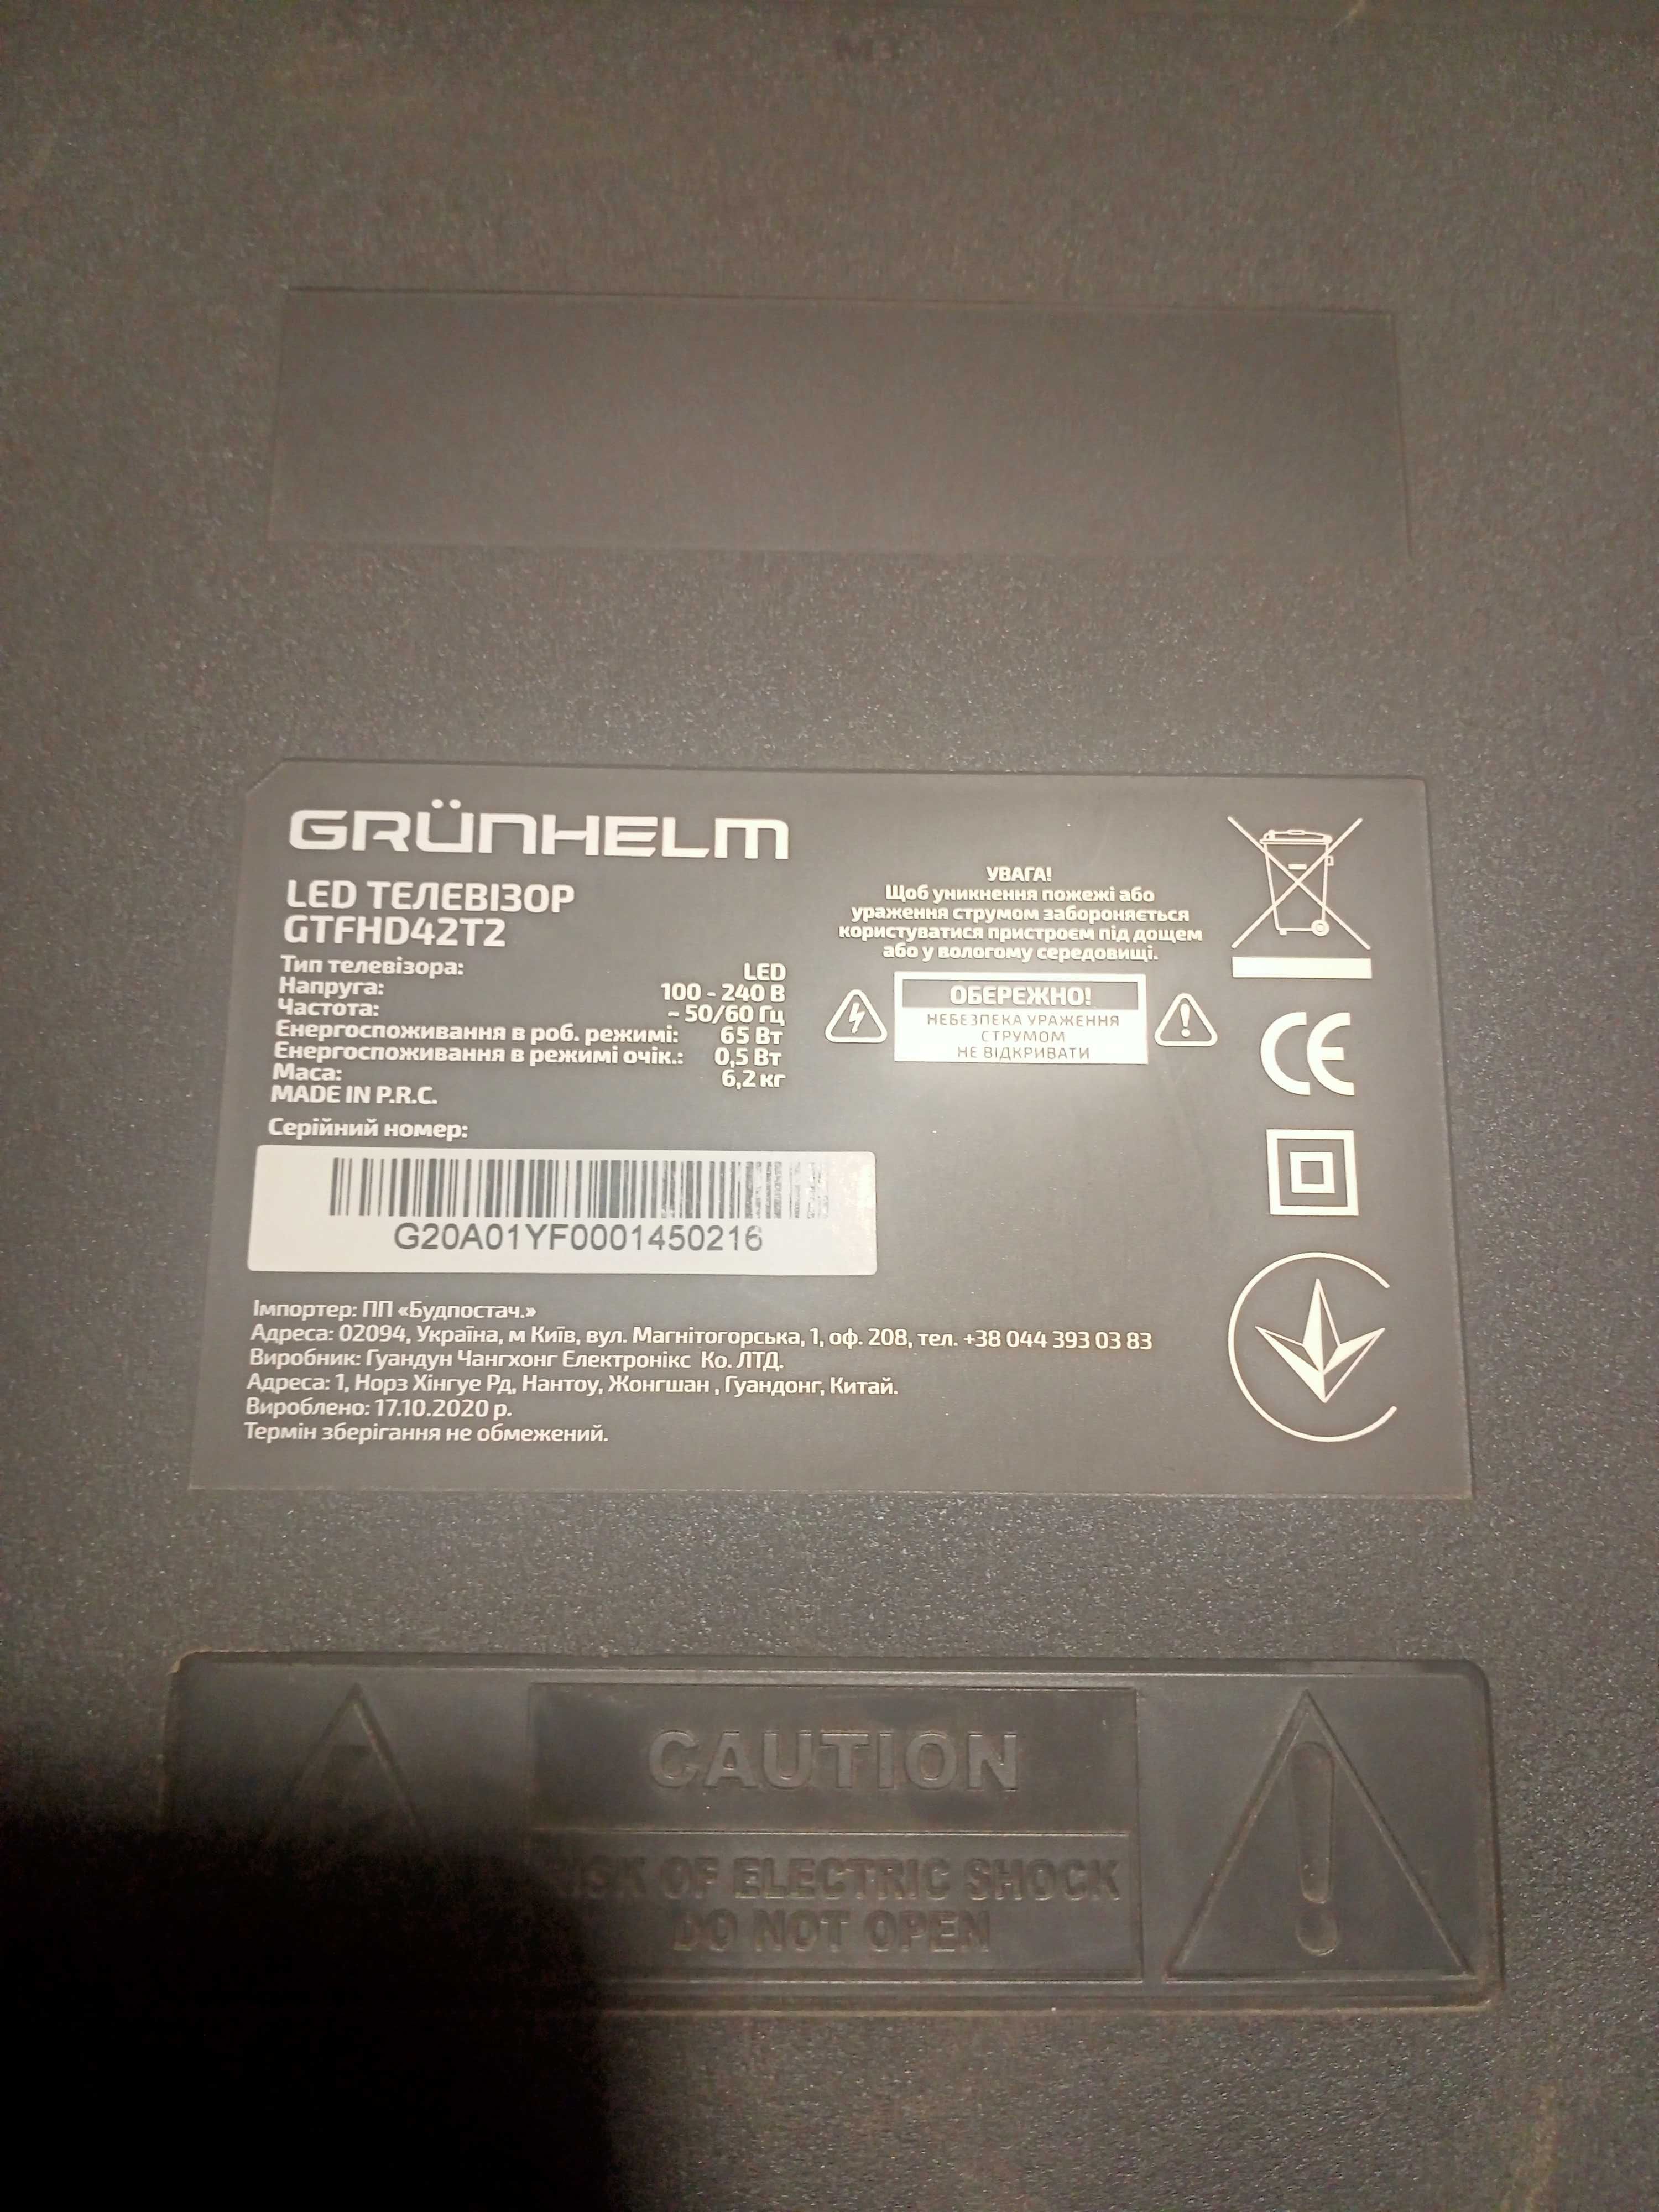 GRÜNHELM
LED ТЕЛЕВІЗОР
GTFHD42T2
Тип телевізора: LED
Напруга: 100 - 240 В
Частота: ~ 50/60 Гц
Енергоспоживання в роб. режимі: 65 Вт
Енергоспоживання в режимі очік.: 0,5 Вт
Маса: 6,2 кг
MADE IN P.R.C.
Серійний номер:
G20A01YF0001450216
УВАГА!
Щоб уникнення пожежі або
ураження струмом забороняється
користуватися пристроєм під дощем
або у вологому середовищі.
ОБЕРЕЖНО!
НЕБЕЗПЕКА УРАЖЕННЯ
СТРУМОМ
НЕ ВІДКРИВАТИ
CE
Імпортер: ПП «Будпостач.»
Адреса: 02094, Україна, м Київ, вул. Магнітогорська, 1, оф. 208, тел. +38 044 393 03 83
Виробник: Гуандун Чангхонг Електронікс Ко. ЛТД.
Адреса: 1, Норз Хінгуе Рд, Нантоу, Жонгшан , Гуандонг, Китай.
Вироблено: 17.10.2020 р.
Термін зберігання не обмежений.
CAUTION
RISK OF ELECTRIC SHOCK
DO NOT OPEN